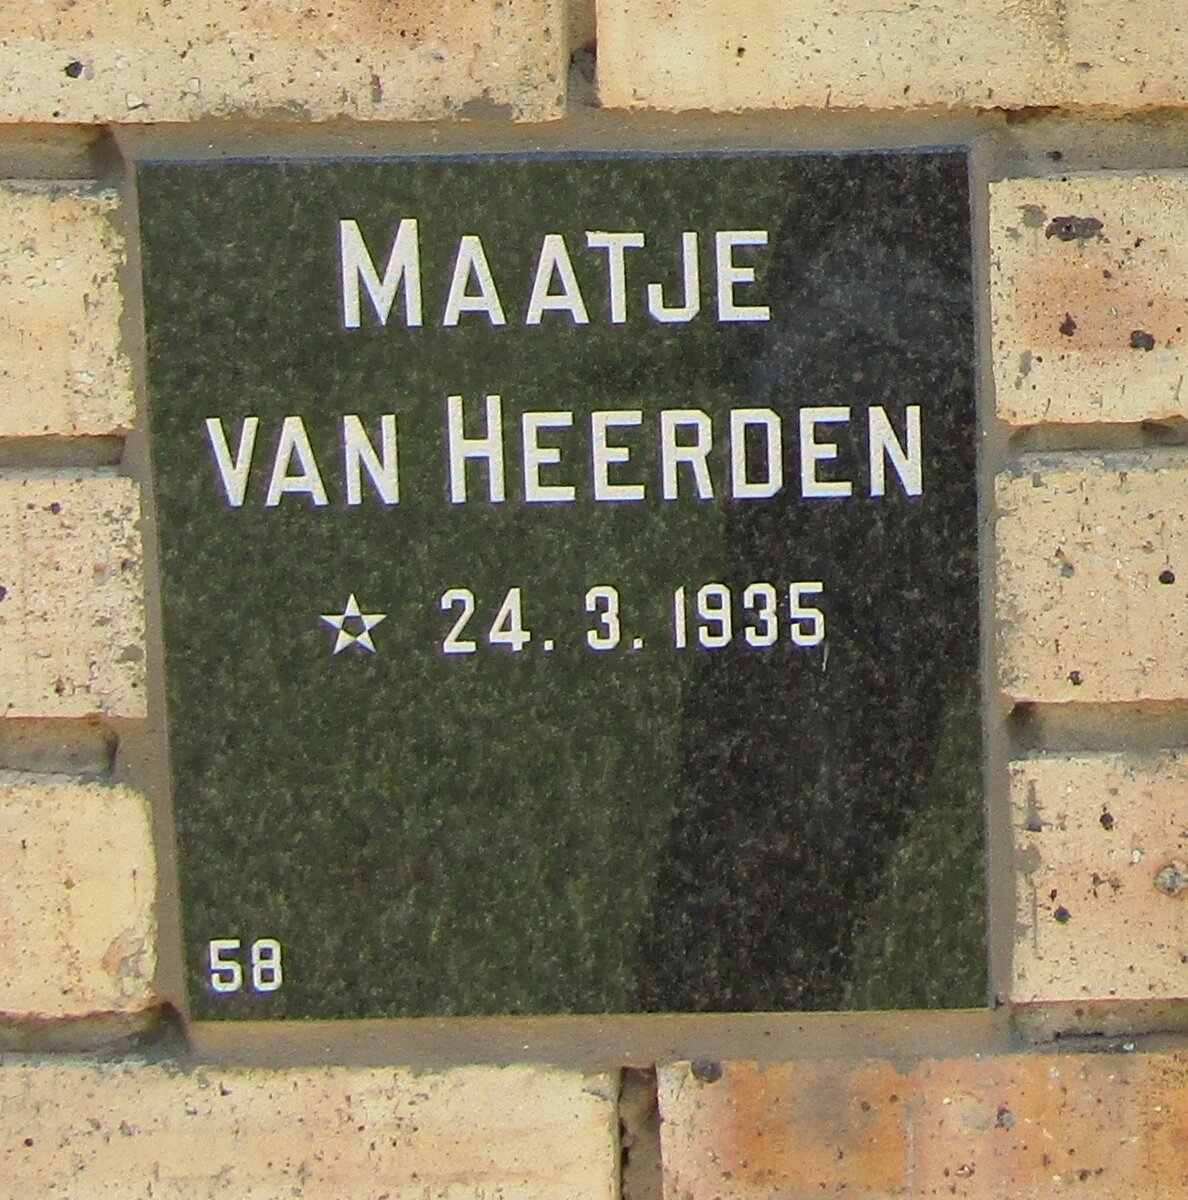 MAATJE
VAN HEERDEN
☆ 24. 3. 1935
58